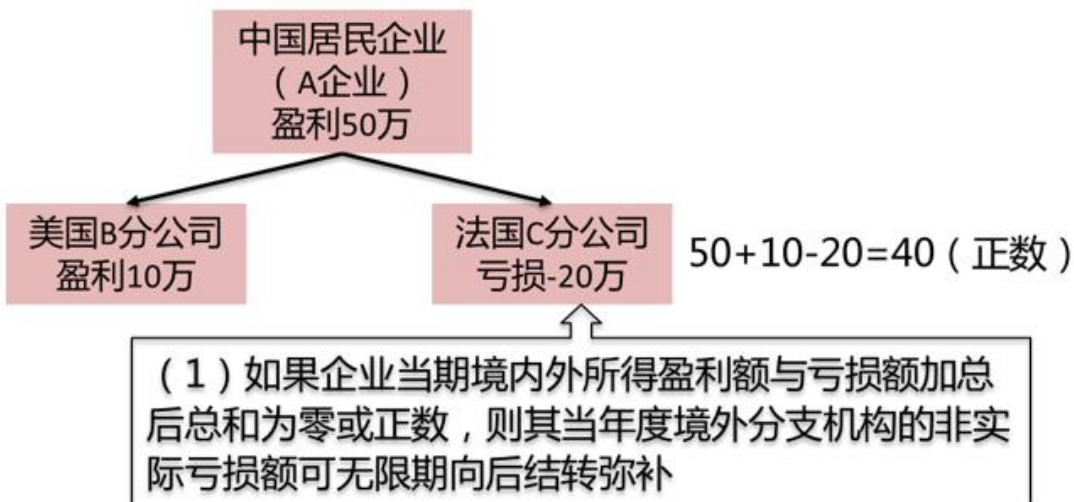 中国居民企业
（A企业）
盈利50万
美国B分公司
盈利10万
法国C分公司
亏损-20万
50+10-20=40（正数）
（1）如果企业当期境内外所得盈利额与亏损额加总
后总和为零或正数，则其当年度境外分支机构的非实
际亏损额可无限期向后结转弥补